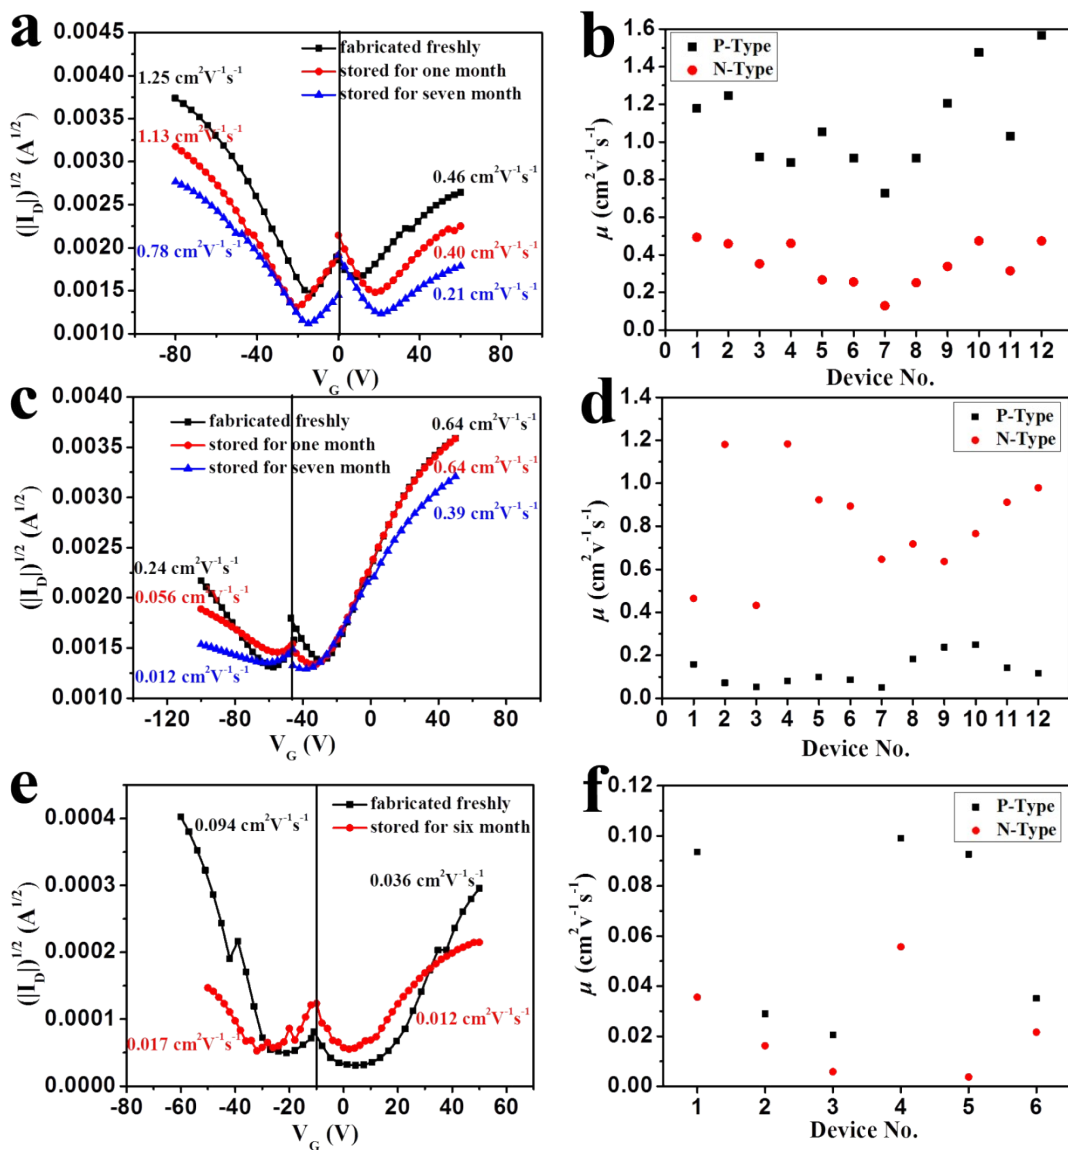 a
(|I_D|)^1/2 (A^1/2)
0.0045
0.0040
0.0035
0.0030
0.0025
0.0020
0.0015
0.0010
fabricated freshly
stored for one month
stored for seven month
1.25 cm²V⁻¹s⁻¹
1.13 cm²V⁻¹s⁻¹
0.78 cm²V⁻¹s⁻¹
0.46 cm²V⁻¹s⁻¹
0.40 cm²V⁻¹s⁻¹
0.21 cm²V⁻¹s⁻¹
-80 -40 0 40 80
V_G (V)
b
μ (cm²v⁻¹s⁻¹)
1.6
1.4
1.2
1.0
0.8
0.6
0.4
0.2
0.0
P-Type
N-Type
0 1 2 3 4 5 6 7 8 9 10 11 12
Device No.
c
(|I_D|)^1/2 (A^1/2)
0.0040
0.0035
0.0030
0.0025
0.0020
0.0015
0.0010
fabricated freshly
stored for one month
stored for seven month
0.64 cm²V⁻¹s⁻¹
0.64 cm²V⁻¹s⁻¹
0.39 cm²V⁻¹s⁻¹
0.24 cm²V⁻¹s⁻¹
0.056 cm²V⁻¹s⁻¹
0.012 cm²V⁻¹s⁻¹
-120 -80 -40 0 40 80
V_G (V)
d
μ (cm²v⁻¹s⁻¹)
1.4
1.2
1.0
0.8
0.6
0.4
0.2
0.0
P-Type
N-Type
0 1 2 3 4 5 6 7 8 9 10 11 12
Device No.
e
(|I_D|)^1/2 (A^1/2)
0.0004
0.0003
0.0002
0.0001
0.0000
fabricated freshly
stored for six month
0.094 cm²V⁻¹s⁻¹
0.036 cm²V⁻¹s⁻¹
0.012 cm²V⁻¹s⁻¹
0.017 cm²V⁻¹s⁻¹
-80 -60 -40 -20 0 20 40 60 80
V_G (V)
f
μ (cm²v⁻¹s⁻¹)
0.12
0.10
0.08
0.06
0.04
0.02
0.00
P-Type
N-Type
1 2 3 4 5 6
Device No.